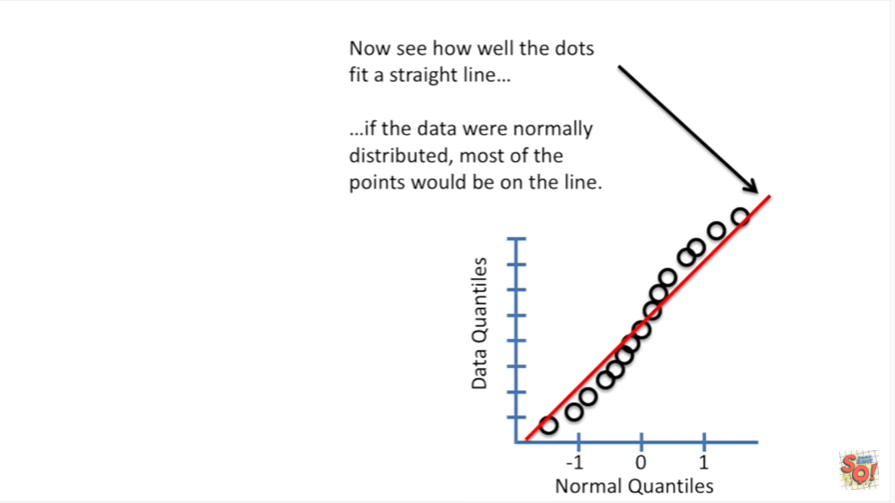 Now see how well the dots
fit a straight line...
...if the data were normally
distributed, most of the
points would be on the line.
Data Quantiles
-1 0 1
Normal Quantiles
SQ!